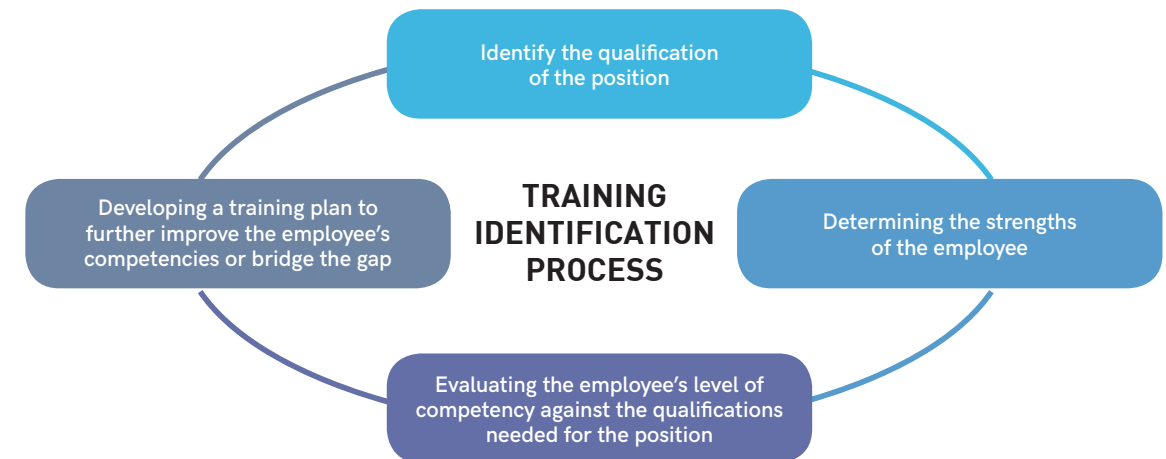 Identify the qualification
of the position
Developing a training plan to
further improve the employee's
competencies or bridge the gap
TRAINING
IDENTIFICATION
PROCESS
Determining the strengths
of the employee
Evaluating the employee's level of
competency against the qualifications
needed for the position